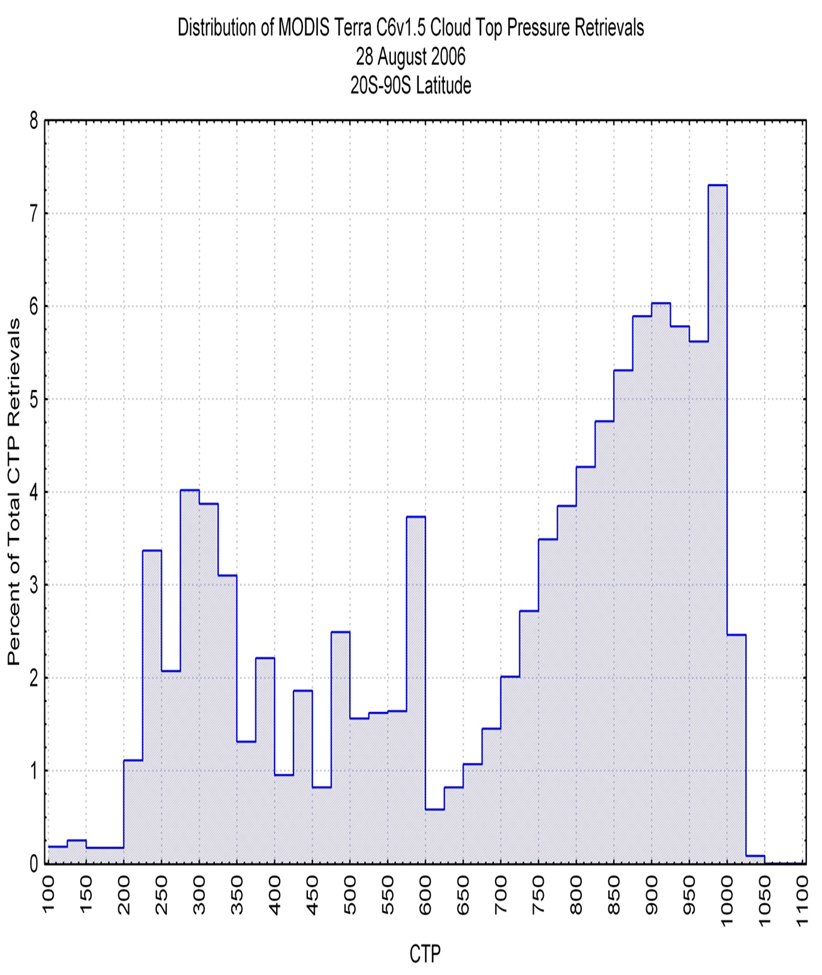 Distribution of MODIS Terra C6v1.5 Cloud Top Pressure Retrievals
28 August 2006
20S-90S Latitude
Percent of Total CTP Retrievals
8
7
6
5
4
3
2
1
0
100 150 200 250 300 350 400 450 500 550 600 650 700 750 800 850 900 950 1000 1050 1100
CTP